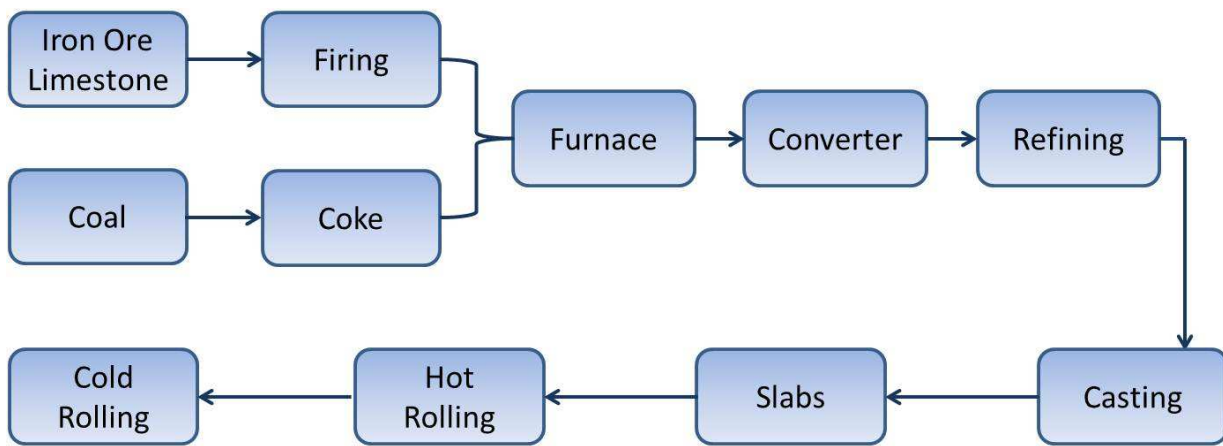 Iron Ore
Limestone
Firing
Coal
Coke
Furnace
Converter
Refining
Cold
Rolling
Hot
Rolling
Slabs
Casting